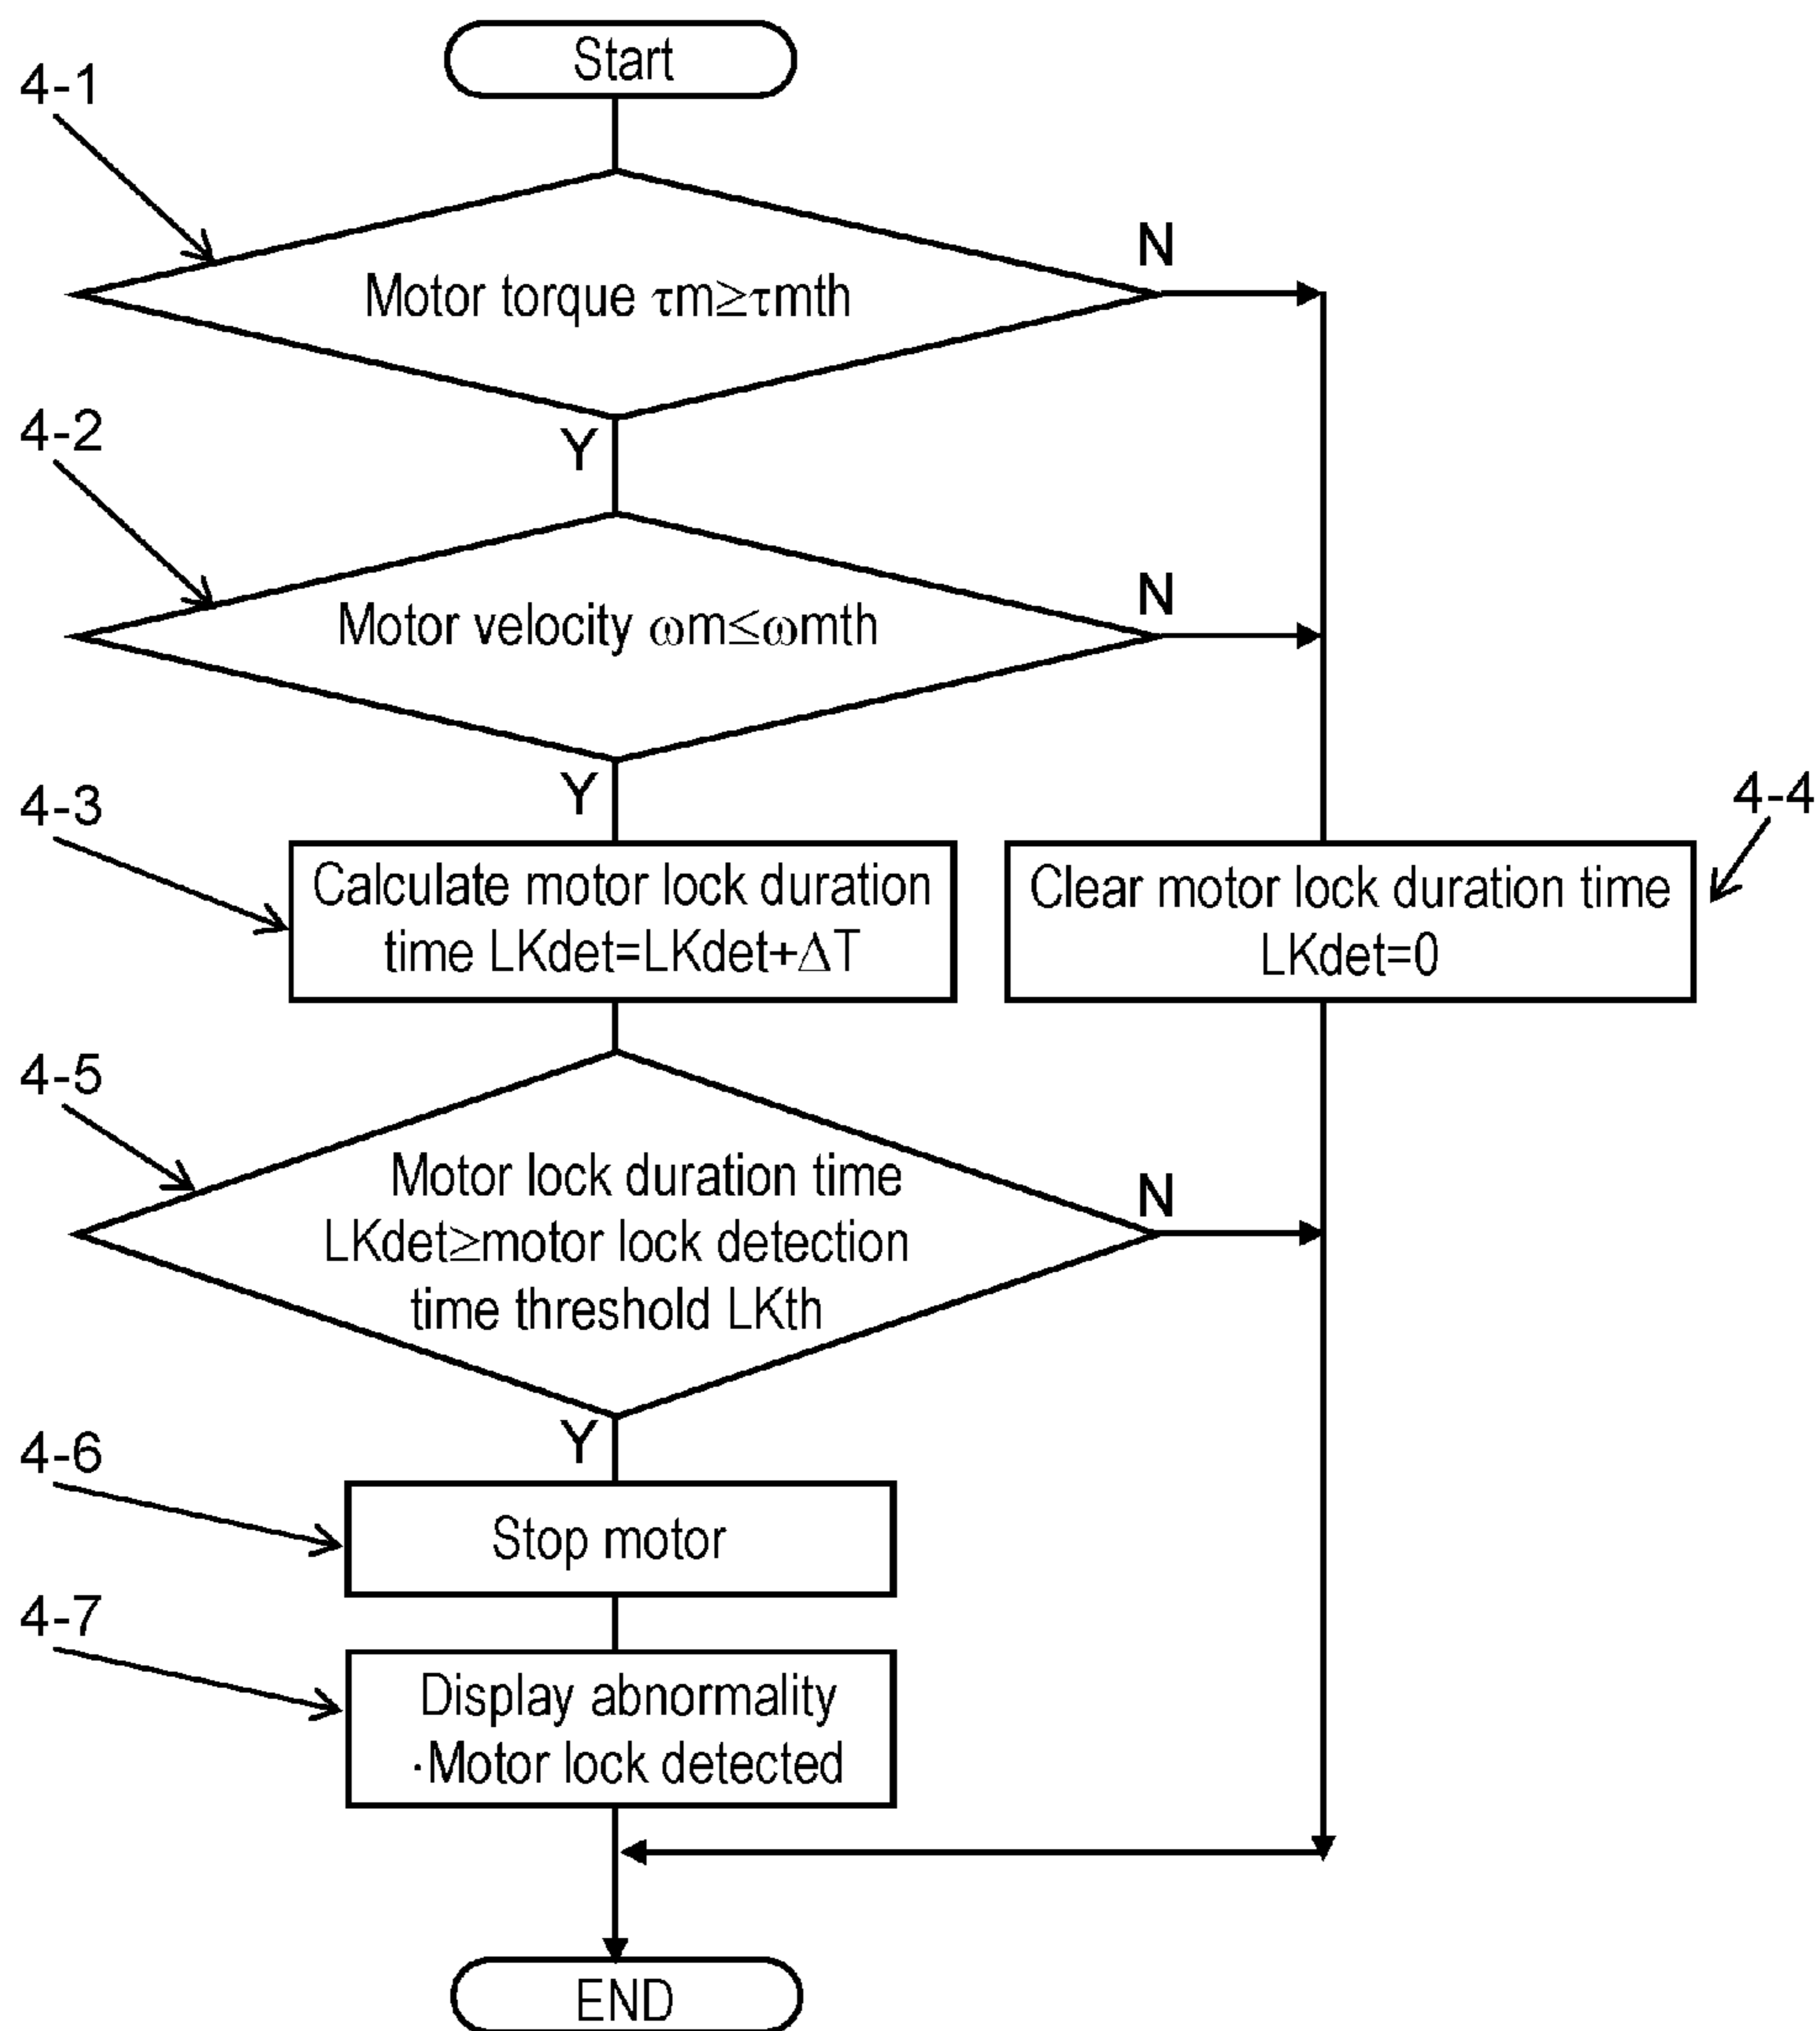 Start
4-1
N
Motor torque τm≥τmth
4-2
Y
N
Motor velocity ωm≤ωmth
4-3
Y
4-4
Calculate motor lock duration
time LKdet=LKdet+ΔT
Clear motor lock duration time
LKdet=0
4-5
Motor lock duration time
N
LKdet≥motor lock detection
time threshold LKth
4-6
Y
Stop motor
4-7
Display abnormality
·Motor lock detected
END